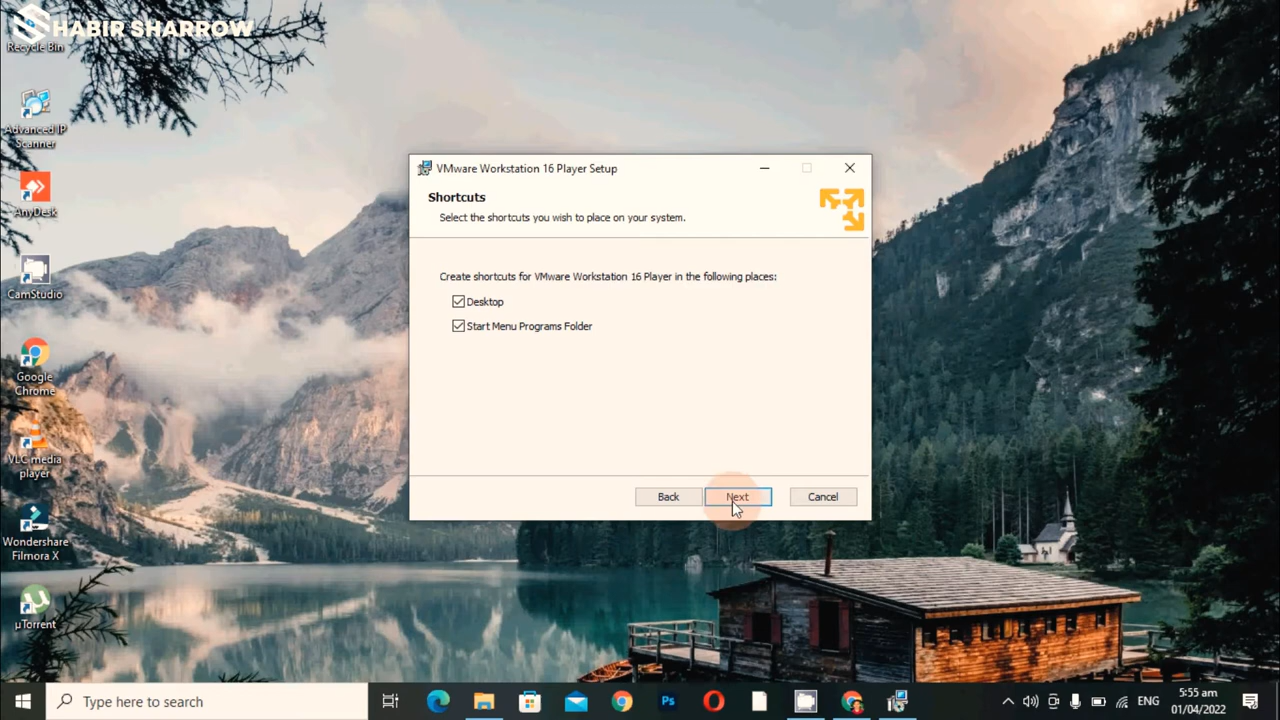 SHABIR SHARROW
Recycle Bin
Advanced IP
Scanner
AnyDesk
CamStudio
Google
Chrome
VLC media
player
Wondershare
Filmora X
µTorrent
VMware Workstation 16 Player Setup
Shortcuts
Select the shortcuts you wish to place on your system.
Create shortcuts for VMware Workstation 16 Player in the following places:
Desktop
Start Menu Programs Folder
Back
Next
Cancel
Type here to search
Ps
ENG
5:55 am
01/04/2022